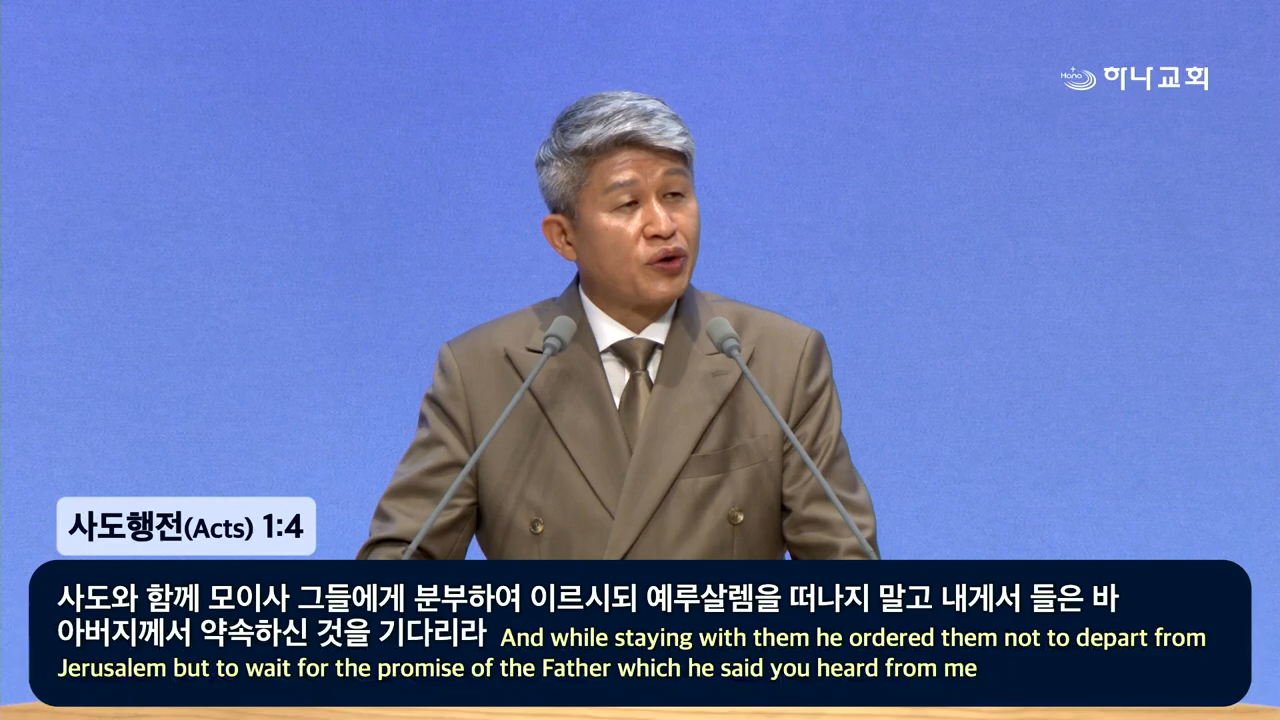 Hana 하나교회
사도행전(Acts) 1:4
사도와 함께 모이사 그들에게 분부하여 이르시되 예루살렘을 떠나지 말고 내게서 들은 바
아버지께서 약속하신 것을 기다리라 And while staying with them he ordered them not to depart from
Jerusalem but to wait for the promise of the Father which he said you heard from me